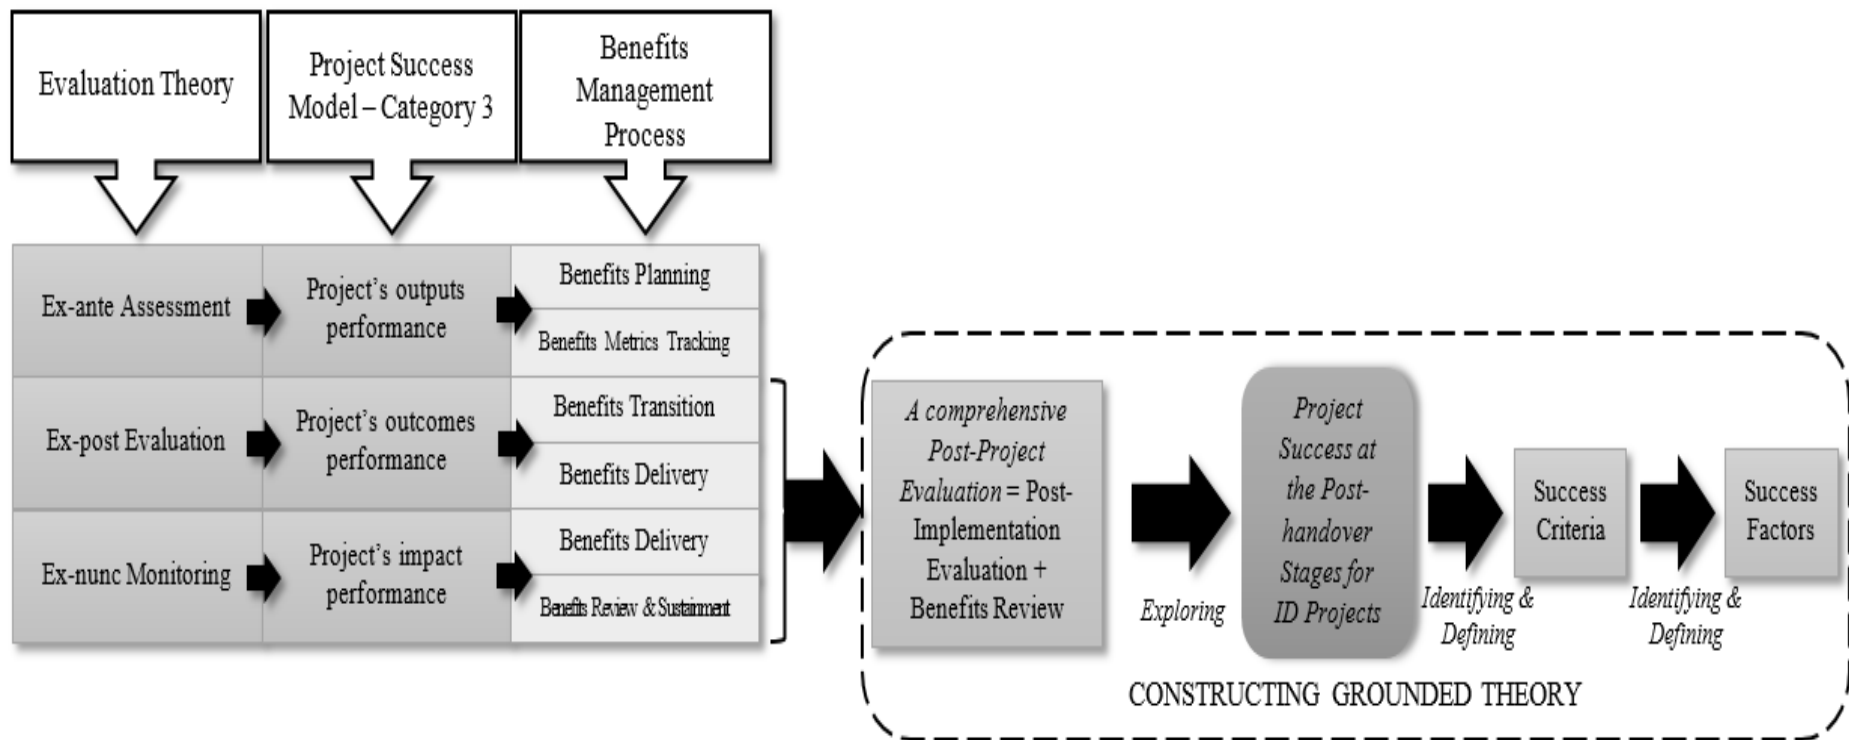 Evaluation Theory
Project Success
Model – Category 3
Benefits
Management
Process
Ex-ante Assessment
Project's outputs
performance
Benefits Planning
Benefits Metrics Tracking
Ex-post Evaluation
Project's outcomes
performance
Benefits Transition
Benefits Delivery
Ex-nunc Monitoring
Project's impact
performance
Benefits Delivery
Benefits Review & Sustainment
A comprehensive
Post-Project
Evaluation = Post-
Implementation
Evaluation +
Benefits Review
Exploring
Project
Success at
the Post-
handover
Stages for
ID Projects
Identifying &
Defining
Success
Criteria
Identifying &
Defining
Success
Factors
CONSTRUCTING GROUNDED THEORY